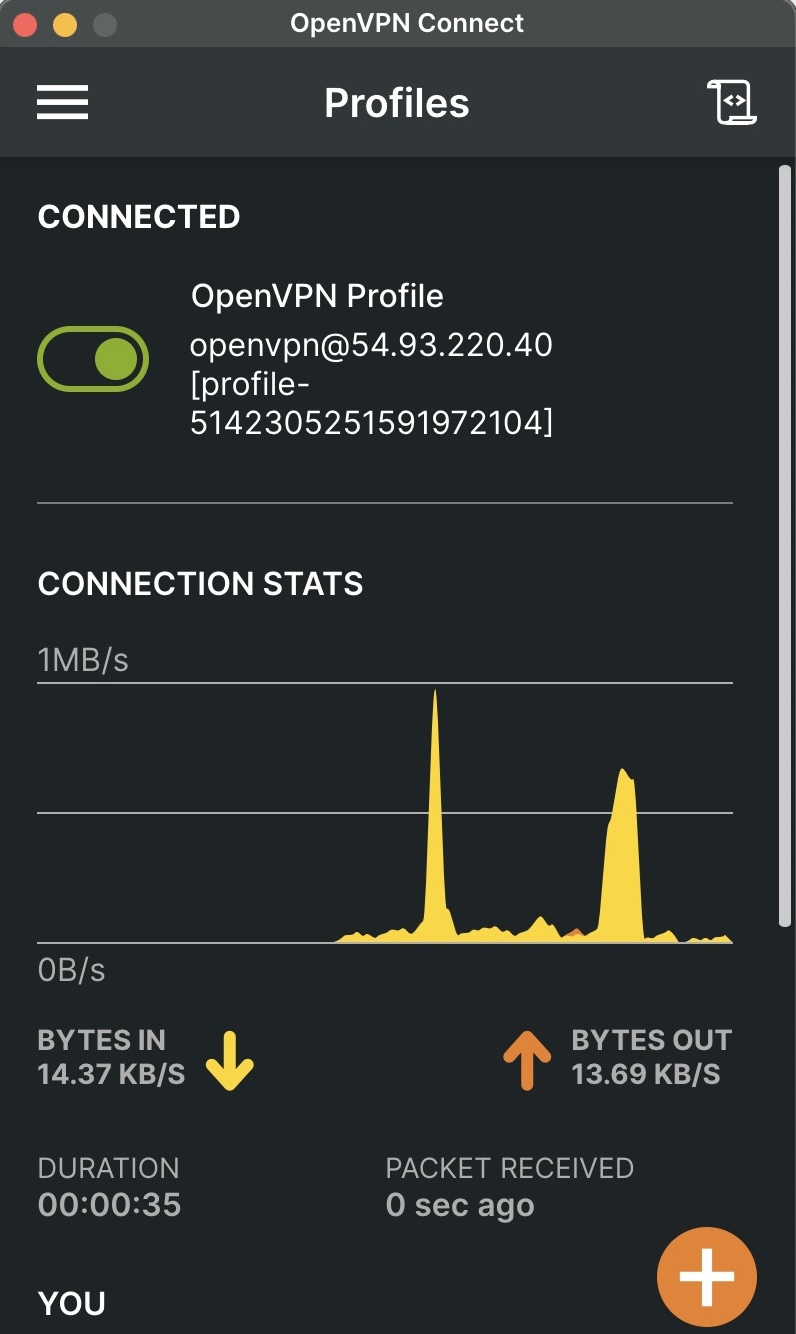 OpenVPN Connect
Profiles
CONNECTED
OpenVPN Profile
openvpn@54.93.220.40
[profile-
5142305251591972104]
CONNECTION STATS
1MB/s
0B/s
BYTES IN
14.37 KB/S
BYTES OUT
13.69 KB/S
DURATION
00:00:35
PACKET RECEIVED
0 sec ago
YOU